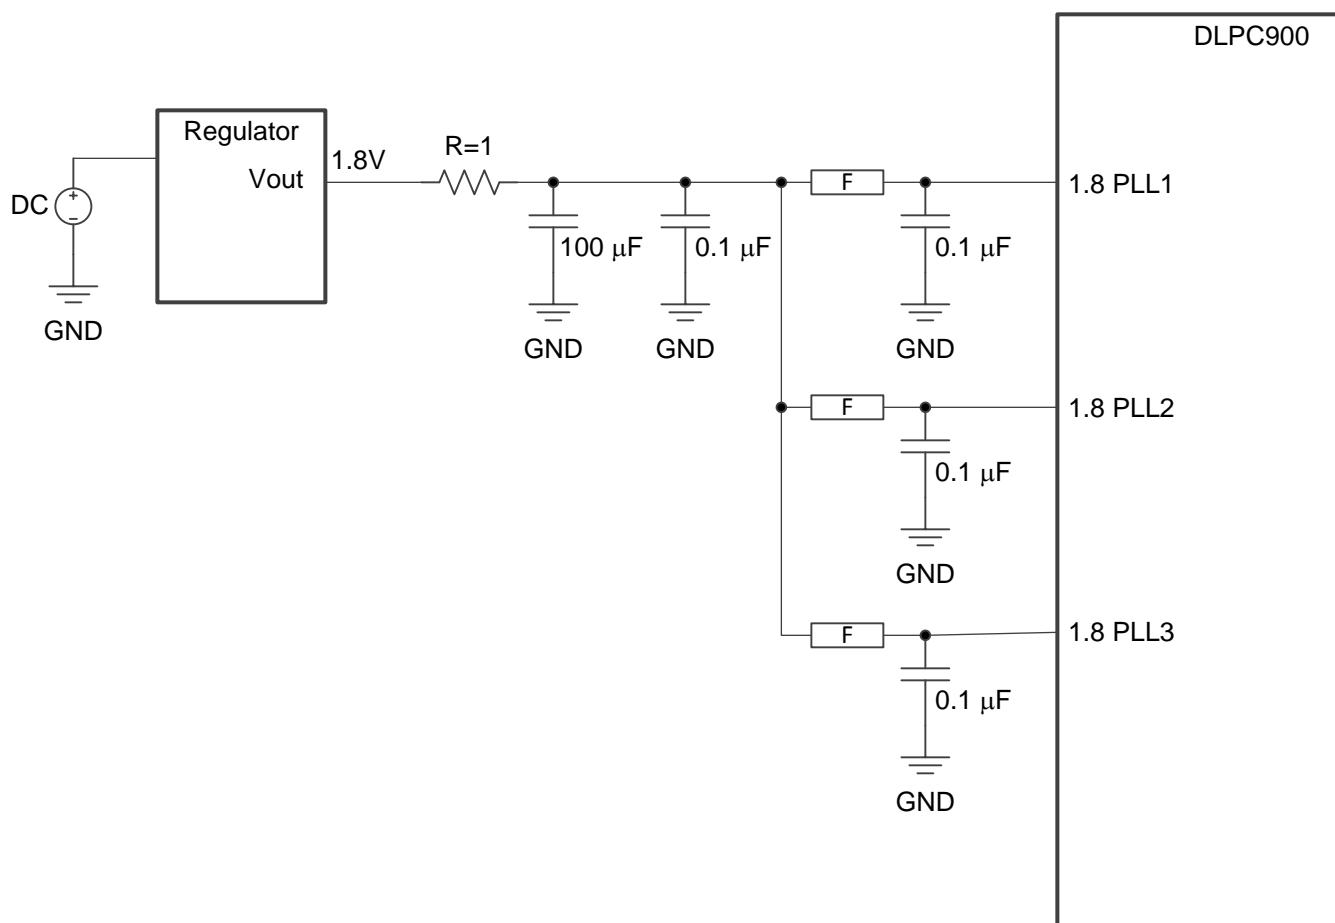 DLPC900
Regulator
Vout
1.8V
R=1
DC
+
−
GND
F
1.8 PLL1
100 μF
0.1 μF
0.1 μF
GND
GND
GND
F
1.8 PLL2
0.1 μF
GND
F
1.8 PLL3
0.1 μF
GND